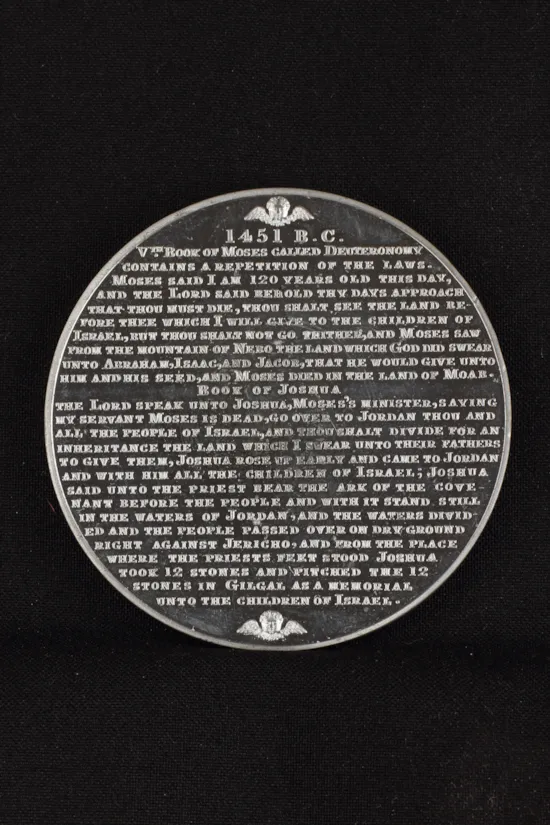 1451 B.C.
VTH BOOK OF MOSES CALLED DEUTERONOMY
CONTAINS A REPETITION OF THE LAWS.
MOSES SAID I AM 120 YEARS OLD THIS DAY,
AND THE LORD SAID BEHOLD THY DAYS APPROACH
THAT THOU MUST DIE, THOU SHALT SEE THE LAND BE-
FORE THEE WHICH I WILL GIVE TO THE CHILDREN OF
ISRAEL, BUT THOU SHALT NOT GO THITHER, AND MOSES SAW
FROM THE MOUNTAIN OF NEBO THE LAND WHICH GOD DID SWEAR
UNTO ABRAHAM, ISAAC, AND JACOB, THAT HE WOULD GIVE UNTO
HIM AND HIS SEED, AND MOSES DIED IN THE LAND OF MOAB.
BOOK OF JOSHUA
THE LORD SPEAK UNTO JOSHUA, MOSES'S MINISTER, SAYING
MY SERVANT MOSES IS DEAD, GO OVER TO JORDAN THOU AND
ALL THE PEOPLE OF ISRAEL, AND THOU SHALT DIVIDE FOR AN
INHERITANCE THE LAND WHICH I SWEAR UNTO THEIR FATHERS
TO GIVE THEM, JOSHUA ROSE UP EARLY AND CAME TO JORDAN
AND WITH HIM ALL THE CHILDREN OF ISRAEL; JOSHUA
SAID UNTO THE PRIEST BEAR THE ARK OF THE COVE
NANT BEFORE THE PEOPLE AND WITH IT STAND STILL
IN THE WATERS OF JORDAN, AND THE WATERS DIVID-
ED AND THE PEOPLE PASSED OVER ON DRY GROUND
RIGHT AGAINST JERICHO, AND FROM THE PLACE
WHERE THE PRIESTS FEET STOOD JOSHUA
TOOK 12 STONES AND PITCHED THE 12
STONES IN GILGAL AS A MEMORIAL
UNTO THE CHILDREN OF ISRAEL.